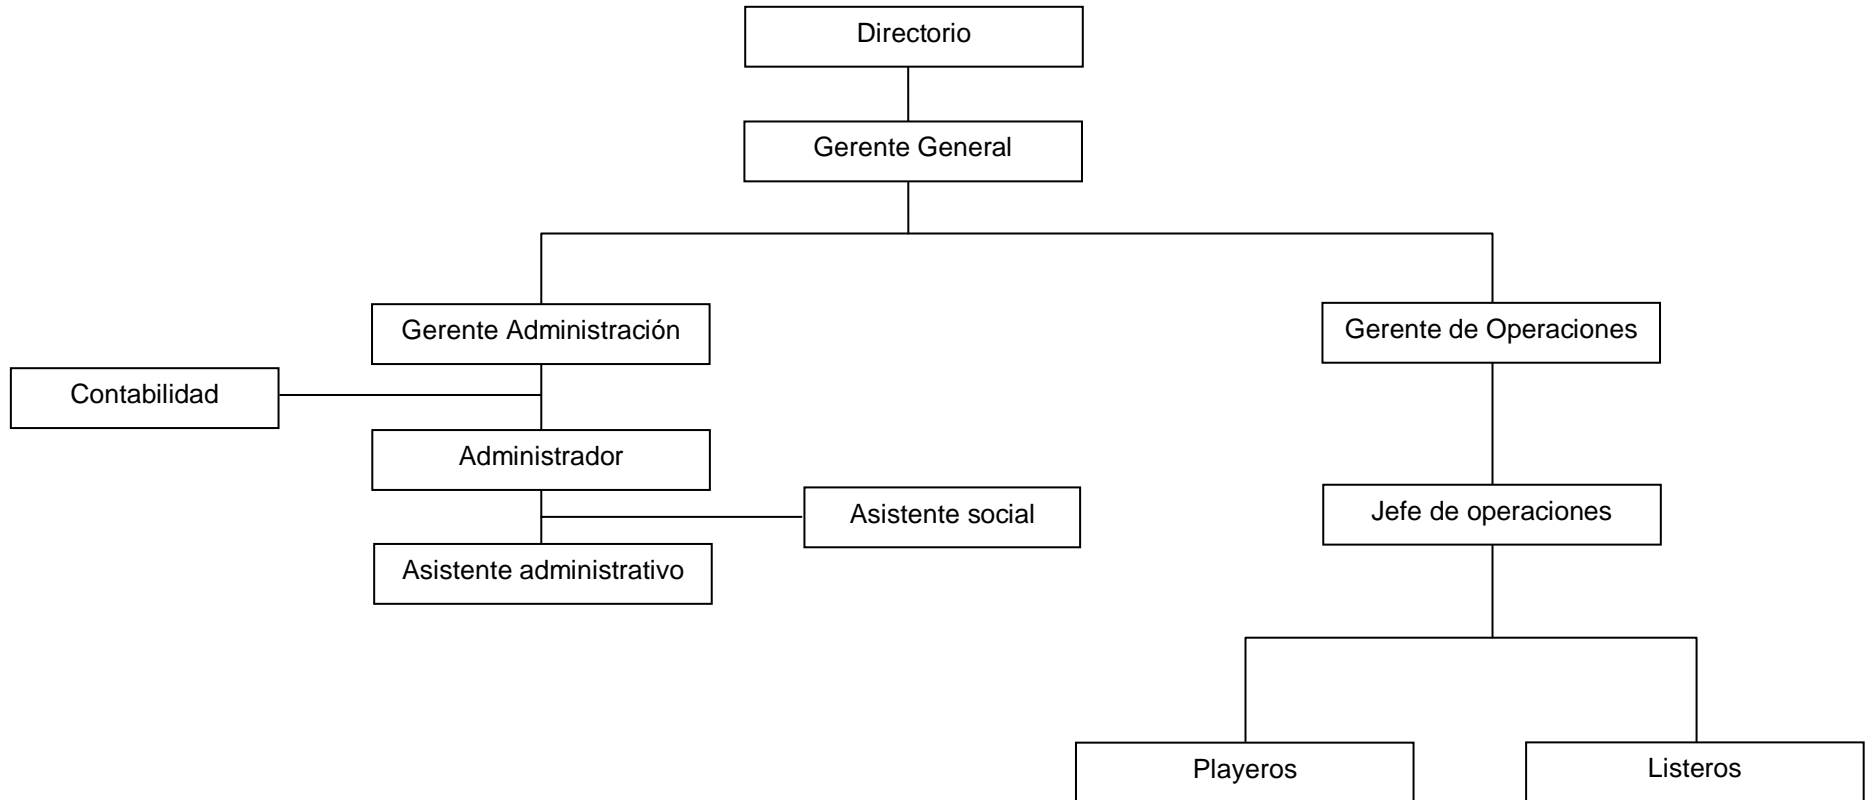 Directorio
Gerente General
Gerente Administración
Gerente de Operaciones
Contabilidad
Administrador
Asistente social
Jefe de operaciones
Asistente administrativo
Playeros
Listeros